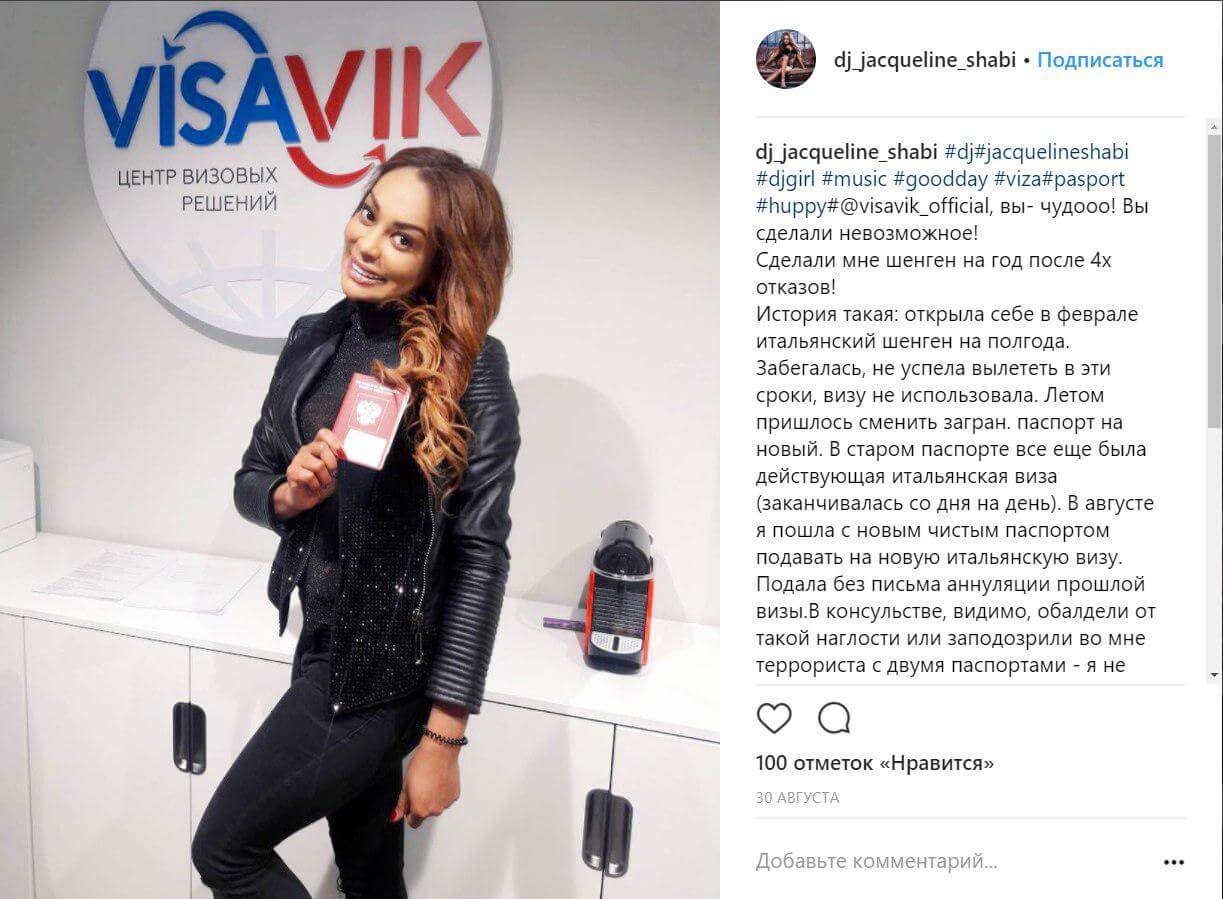 VISAVIK
ЦЕНТР ВИЗОВЫХ
РЕШЕНИЙ
dj_jacqueline_shabi • Подписаться
dj_jacqueline_shabi #dj#jacquelineshabi
#djgirl #music #goodday #viza#pasport
#huppy#@visavik_official, вы- чудооо! Вы
сделали невозможное!
Сделали мне шенген на год после 4х
отказов!
История такая: открыла себе в феврале
итальянский шенген на полгода.
Забегалась, не успела вылететь в эти
сроки, визу не использовала. Летом
пришлось сменить загран. паспорт на
новый. В старом паспорте все еще была
действующая итальянская виза
(заканчивалась со дня на день). В августе
я пошла с новым чистым паспортом
подавать на новую итальянскую визу.
Подала без письма аннуляции прошлой
визы.В консульстве, видимо, обалдели от
такой наглости или заподозрили во мне
террориста с двумя паспортами - я не
100 отметок «Нравится»
30 АВГУСТА
Добавьте комментарий...